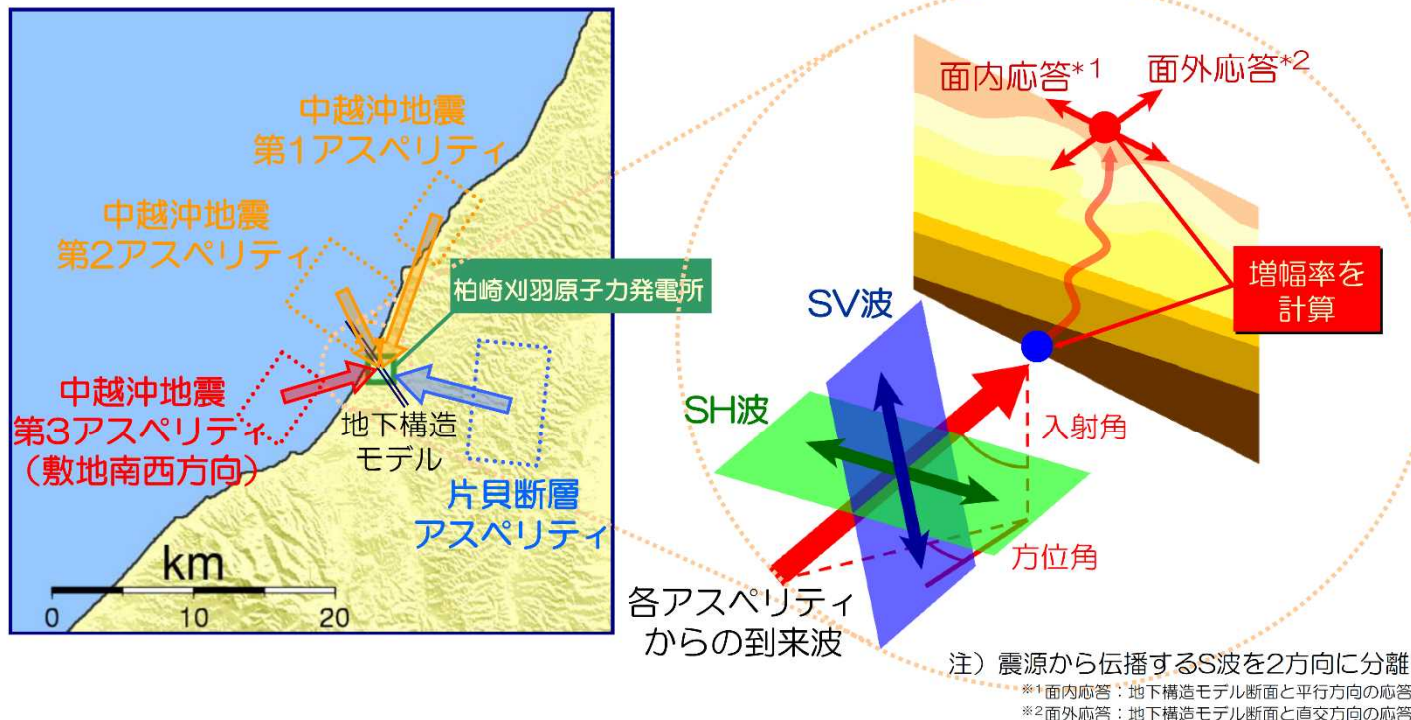 中越沖地震
第1アスペリティ
中越沖地震
第2アスペリティ
柏崎刈羽原子力発電所
中越沖地震
第3アスペリティ
（敷地南西方向）
地下構造
モデル
片貝断層
アスペリティ
km
0 10 20
面内応答*1
面外応答*2
増幅率を
計算
SV波
SH波
入射角
方位角
各アスペリティ
からの到来波
注）震源から伝播するS波を2方向に分離
※1面内応答：地下構造モデル断面と平行方向の応答
※2面外応答：地下構造モデル断面と直交方向の応答